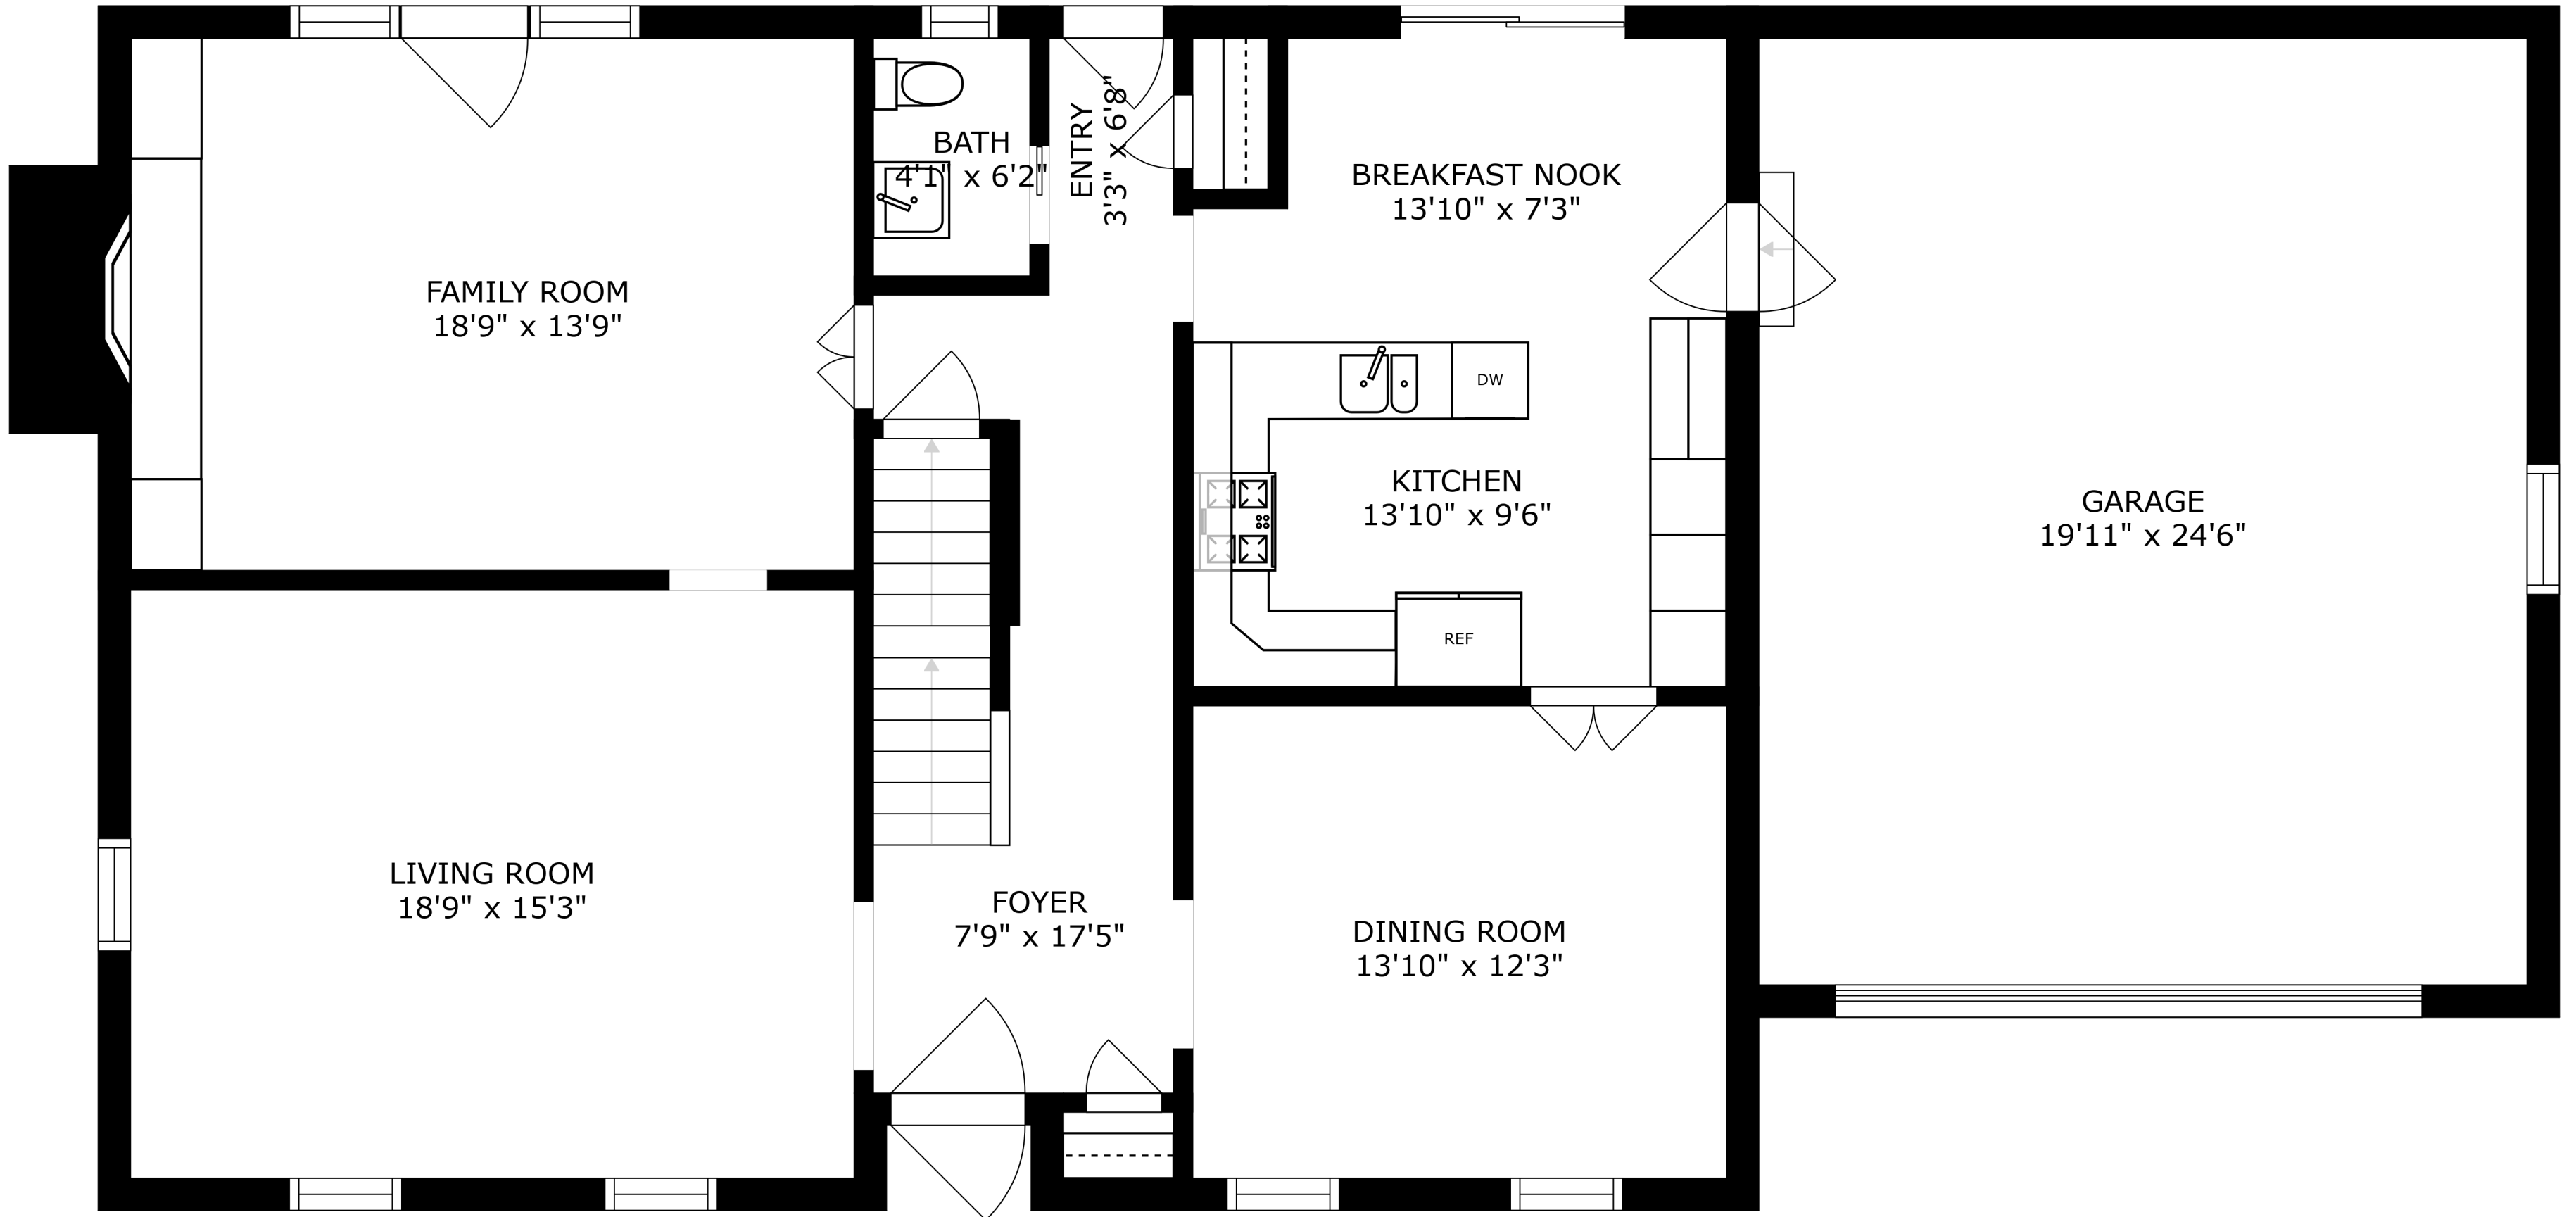 BATH
4'1" x 6'2"
ENTRY
3'3" x 6'8"
BREAKFAST NOOK
13'10" x 7'3"
FAMILY ROOM
18'9" x 13'9"
DW
KITCHEN
13'10" x 9'6"
GARAGE
19'11" x 24'6"
REF
LIVING ROOM
18'9" x 15'3"
FOYER
7'9" x 17'5"
DINING ROOM
13'10" x 12'3"